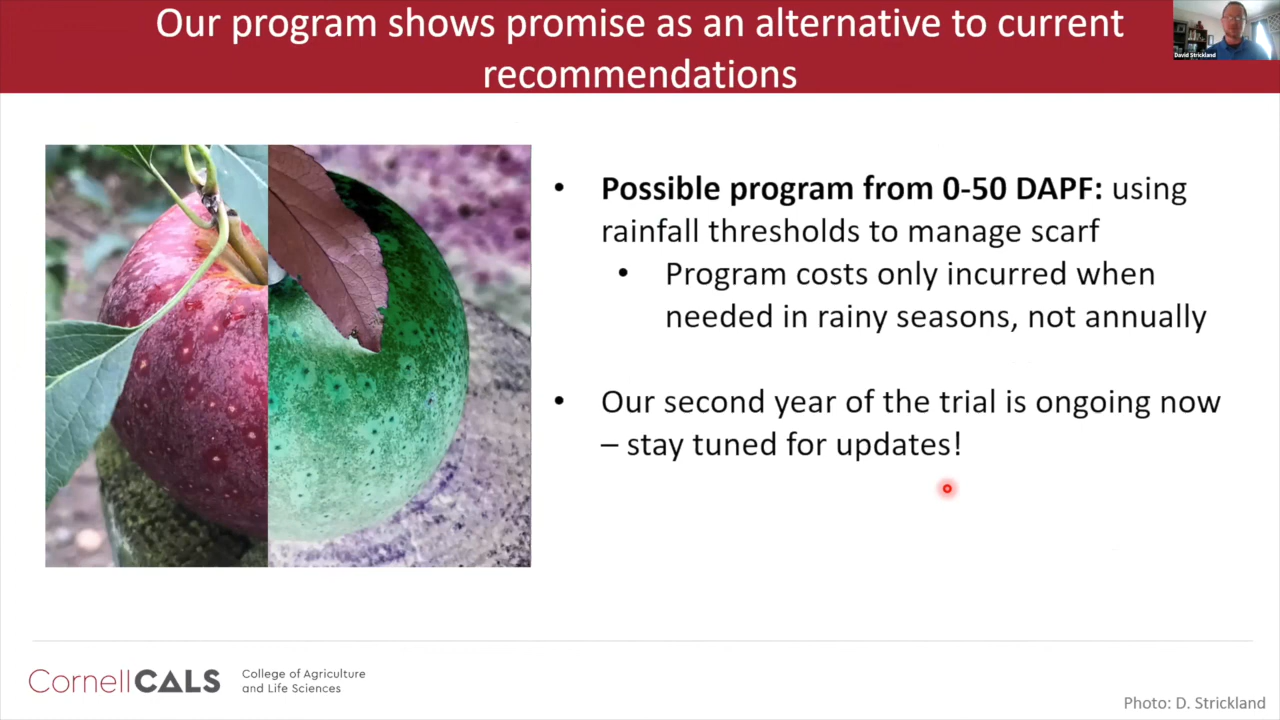 Our program shows promise as an alternative to current
recommendations
David Strickland
• Possible program from 0-50 DAPF: using
rainfall thresholds to manage scarf
• Program costs only incurred when
needed in rainy seasons, not annually
• Our second year of the trial is ongoing now
– stay tuned for updates!
CornellCALS
College of Agriculture
and Life Sciences
Photo: D. Strickland